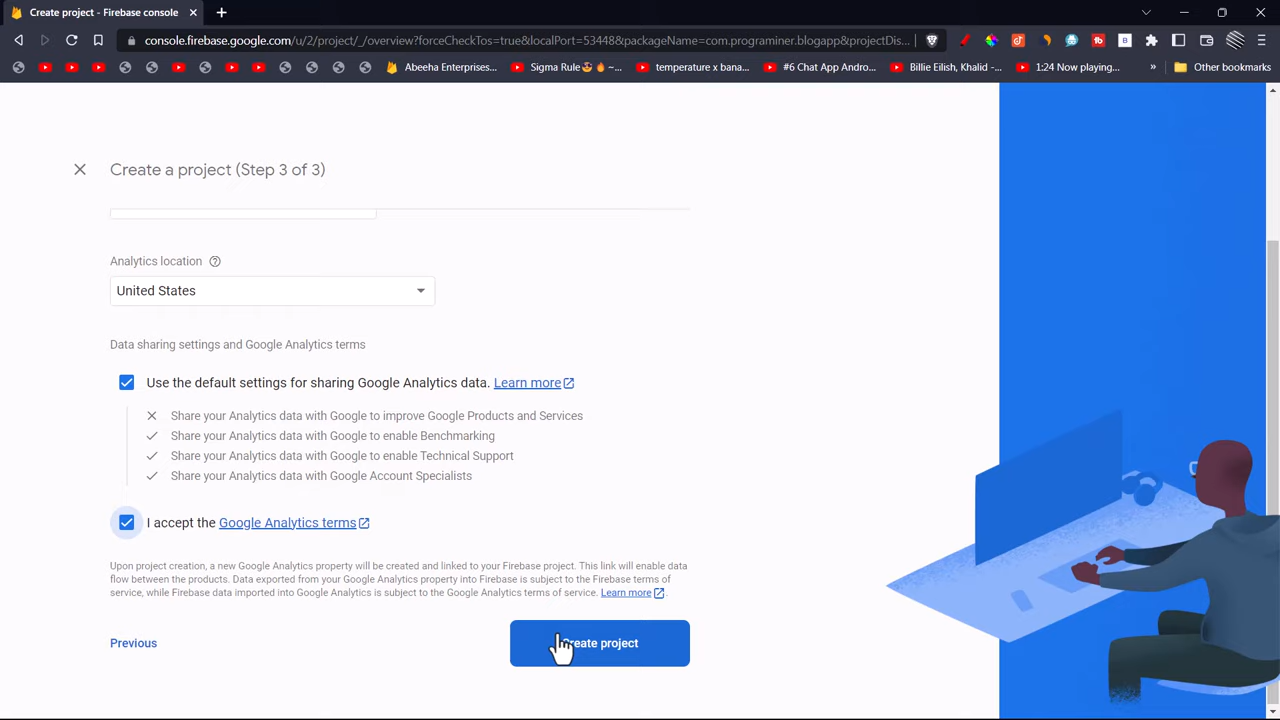 Create project - Firebase console
console.firebase.google.com/u/2/project/_/overview?forceCheckTos=true&localPort=53448&packageName=com.programiner.blogapp&projectDis...
Abeeha Enterprises...
Sigma Rule😈🔥~...
temperature x bana...
#6 Chat App Andro...
Billie Eilish, Khalid -...
1:24 Now playing...
»
Other bookmarks
Create a project (Step 3 of 3)
Analytics location
United States
Data sharing settings and Google Analytics terms
Use the default settings for sharing Google Analytics data. Learn more
Share your Analytics data with Google to improve Google Products and Services
Share your Analytics data with Google to enable Benchmarking
Share your Analytics data with Google to enable Technical Support
Share your Analytics data with Google Account Specialists
I accept the Google Analytics terms
Upon project creation, a new Google Analytics property will be created and linked to your Firebase project. This link will enable data
flow between the products. Data exported from your Google Analytics property into Firebase is subject to the Firebase terms of
service, while Firebase data imported into Google Analytics is subject to the Google Analytics terms of service. Learn more.
Previous
Create project